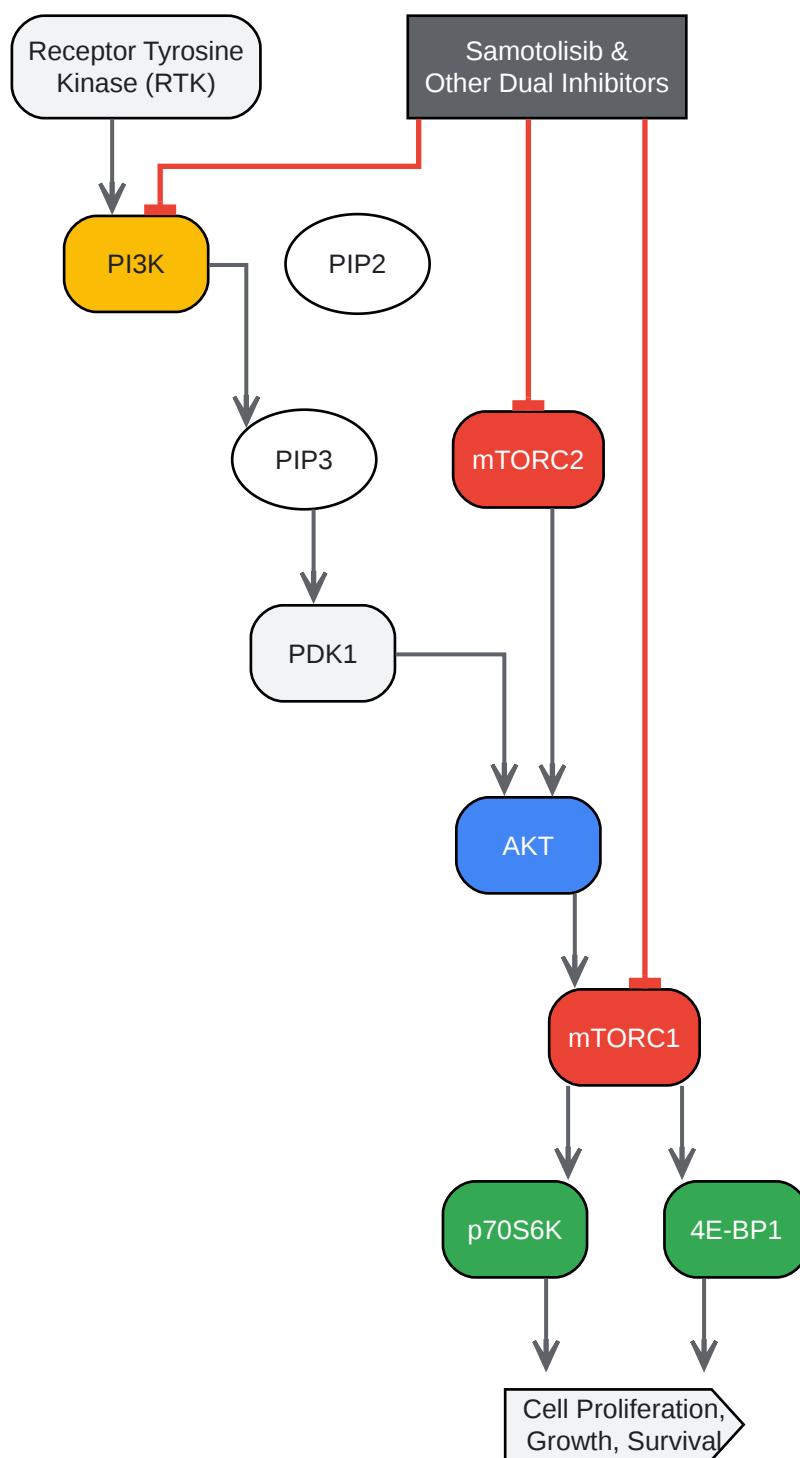 Receptor Tyrosine
Kinase (RTK)
Samotolisib &
Other Dual Inhibitors
PI3K
PIP2
PIP3
mTORC2
PDK1
AKT
mTORC1
p70S6K
4E-BP1
Cell Proliferation,
Growth, Survival